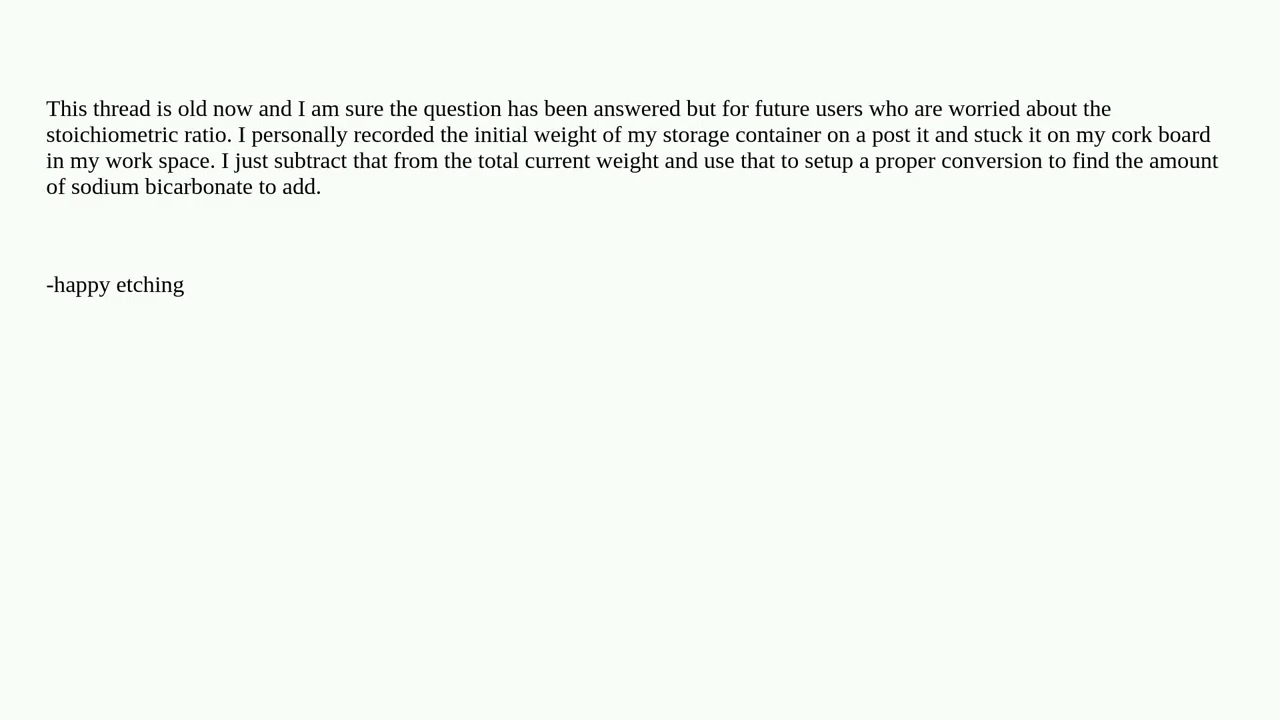 This thread is old now and I am sure the question has been answered but for future users who are worried about the
stoichiometric ratio. I personally recorded the initial weight of my storage container on a post it and stuck it on my cork board
in my work space. I just subtract that from the total current weight and use that to setup a proper conversion to find the amount
of sodium bicarbonate to add.
-happy etching